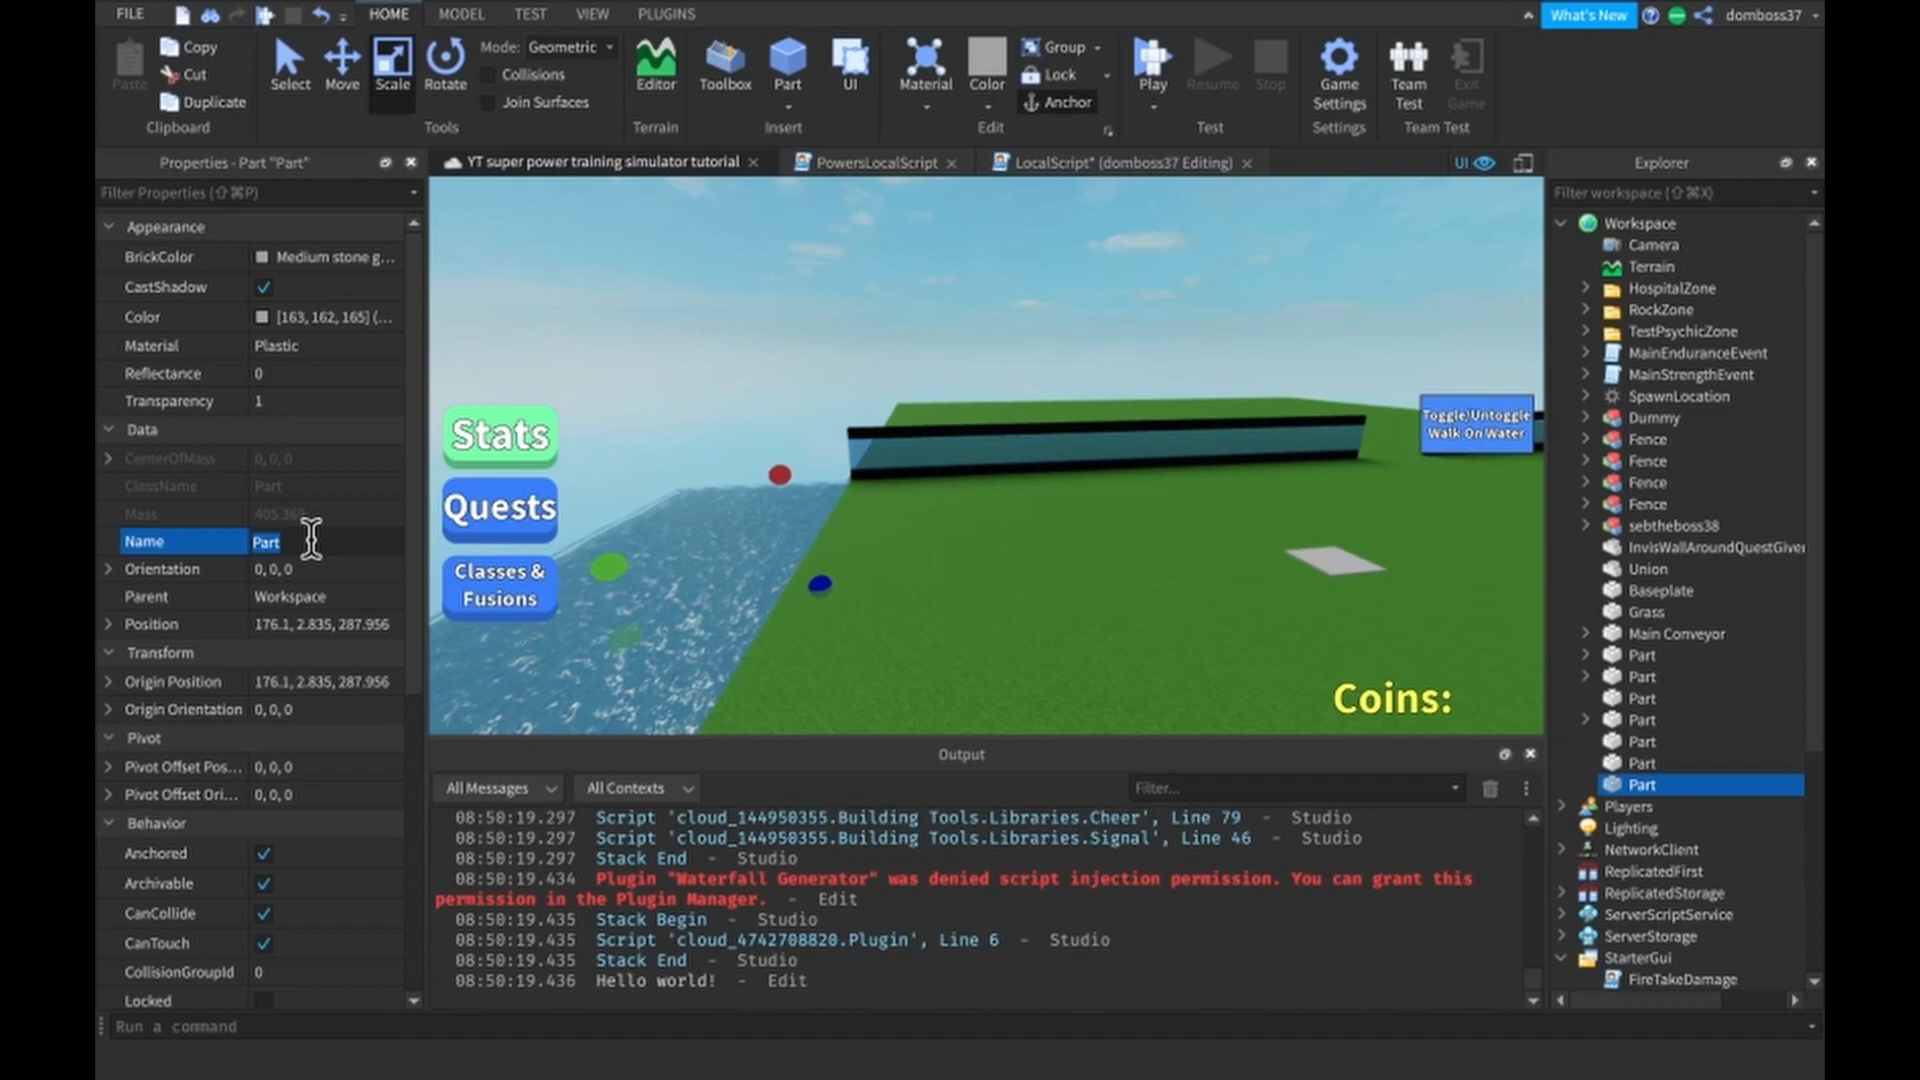 FILE HOME MODEL TEST VIEW PLUGINS What's New domboss37
Paste Copy Cut Duplicate Clipboard
Select Move Scale Rotate Mode: Geometric Collisions Join Surfaces Tools
Editor Terrain
Toolbox Part UI Insert
Material Color Group Lock Anchor Edit
Play Resume Stop Test
Game Settings Settings
Team Test Exit Game Team Test
Properties - Part "Part"
Filter Properties (⇧⌘P)
Appearance
BrickColor Medium stone g...
CastShadow
Color [163, 162, 165] (...
Material Plastic
Reflectance 0
Transparency 1
Data
CenterOfMass 0, 0, 0
ClassName Part
Mass 405.369
Name Part
Orientation 0, 0, 0
Parent Workspace
Position 176.1, 2.835, 287.956
Transform
Origin Position 176.1, 2.835, 287.956
Origin Orientation 0, 0, 0
Pivot
Pivot Offset Pos... 0, 0, 0
Pivot Offset Ori... 0, 0, 0
Behavior
Anchored
Archivable
CanCollide
CanTouch
CollisionGroupId 0
Locked
YT super power training simulator tutorial PowersLocalScript LocalScript* (domboss37 Editing) UI
Stats
Quests
Classes &
Fusions
Toggle/Untoggle
Walk On Water
Coins:
Output
All Messages All Contexts Filter...
08:50:19.297 Script 'cloud_144950355.Building Tools.Libraries.Cheer', Line 79 - Studio
08:50:19.297 Script 'cloud_144950355.Building Tools.Libraries.Signal', Line 46 - Studio
08:50:19.297 Stack End - Studio
08:50:19.434 Plugin "Waterfall Generator" was denied script injection permission. You can grant this
permission in the Plugin Manager. - Edit
08:50:19.435 Stack Begin - Studio
08:50:19.435 Script 'cloud_4742708820.Plugin', Line 6 - Studio
08:50:19.435 Stack End - Studio
08:50:19.436 Hello world! - Edit
Explorer
Filter workspace (⇧⌘X)
Workspace
Camera
Terrain
HospitalZone
RockZone
TestPsychicZone
MainEnduranceEvent
MainStrengthEvent
SpawnLocation
Dummy
Fence
Fence
Fence
Fence
sebtheboss38
InvisWallAroundQuestGiver
Union
Baseplate
Grass
Main Conveyor
Part
Part
Part
Part
Part
Part
Part
Players
Lighting
NetworkClient
ReplicatedFirst
ReplicatedStorage
ServerScriptService
ServerStorage
StarterGui
FireTakeDamage
Run a command